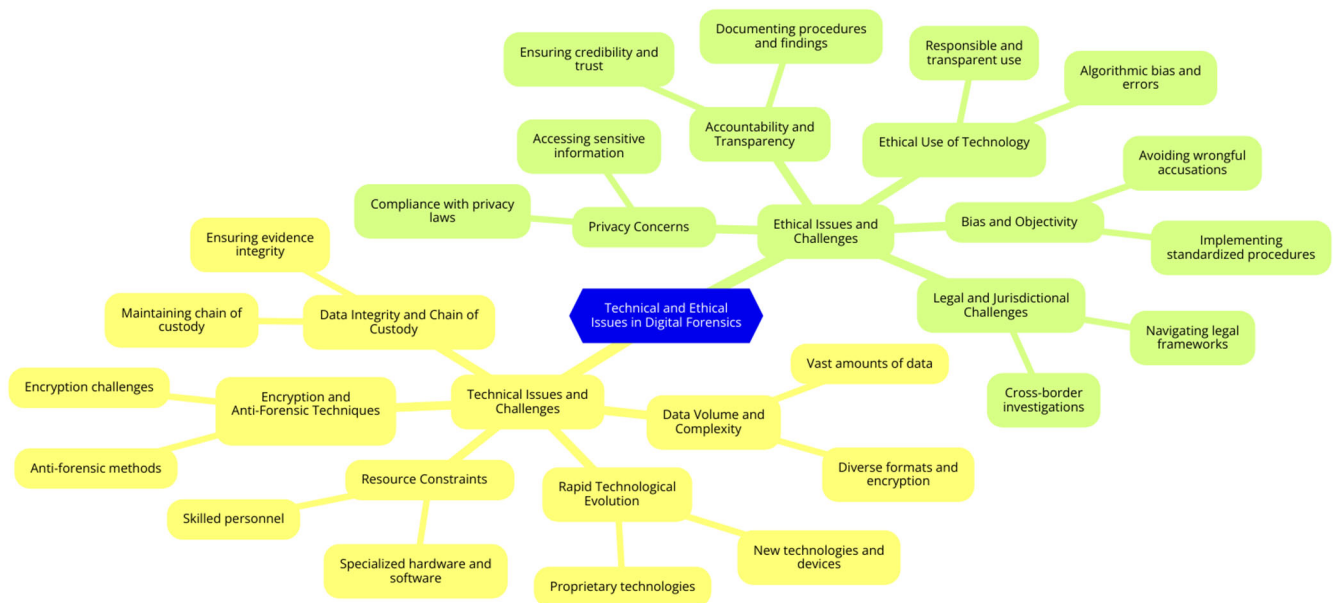 Documenting procedures
and findings
Ensuring credibility and
trust
Responsible and
transparent use
Algorithmic bias and
errors
Accountability and
Transparency
Ethical Use of Technology
Accessing sensitive
information
Avoiding wrongful
accusations
Compliance with privacy
laws
Privacy Concerns
Ethical Issues and
Challenges
Bias and Objectivity
Implementing
standardized procedures
Ensuring evidence
integrity
Legal and Jurisdictional
Challenges
Maintaining chain of
custody
Data Integrity and Chain of
Custody
Technical and Ethical
Issues in Digital Forensics
Navigating legal
frameworks
Vast amounts of data
Cross-border
investigations
Encryption challenges
Encryption and
Anti-Forensic Techniques
Technical Issues and
Challenges
Data Volume and
Complexity
Anti-forensic methods
Resource Constraints
Rapid Technological
Evolution
Diverse formats and
encryption
Skilled personnel
Specialized hardware and
software
Proprietary technologies
New technologies and
devices